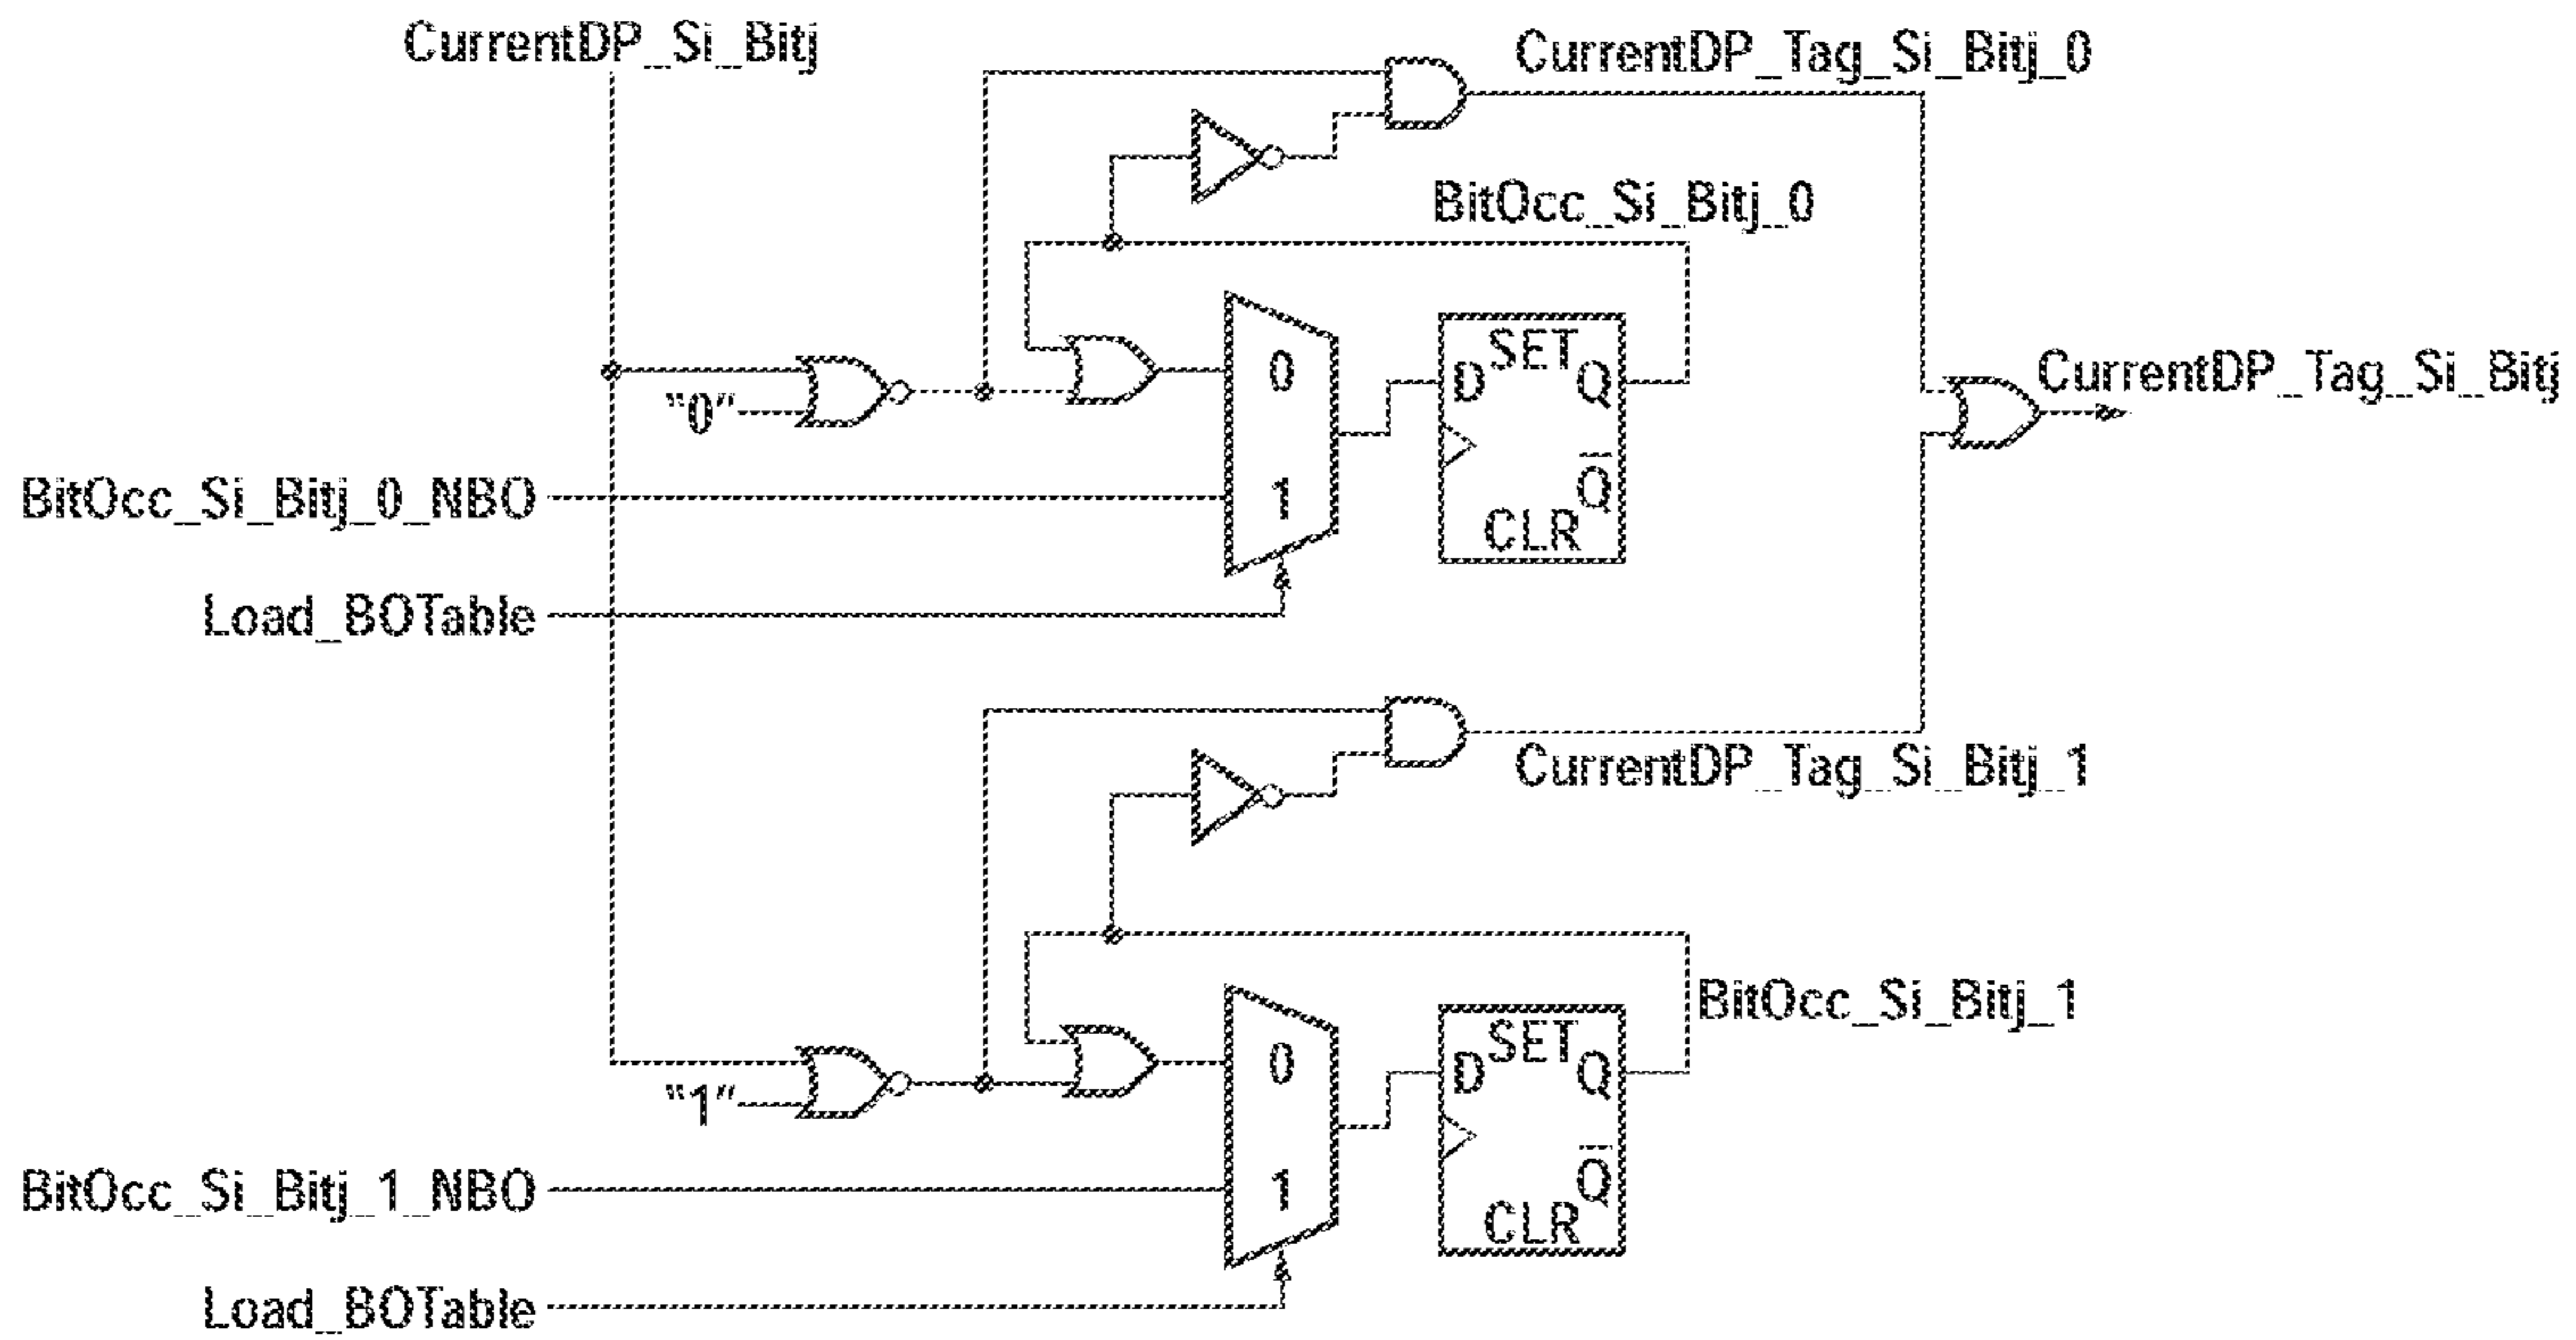 CurrentDP_Si_Bitj
CurrentDP_Tag_Si_Bitj_0
BitOcc_Si_Bitj_0
"0"
0
1
D SET Q
Q
CLR
CurrentDP_Tag_Si_Bitj
BitOcc_Si_Bitj_0_NBO
Load_BOTable
CurrentDP_Tag_Si_Bitj_1
BitOcc_Si_Bitj_1
"1"
0
1
D SET Q
Q
CLR
BitOcc_Si_Bitj_1_NBO
Load_BOTable